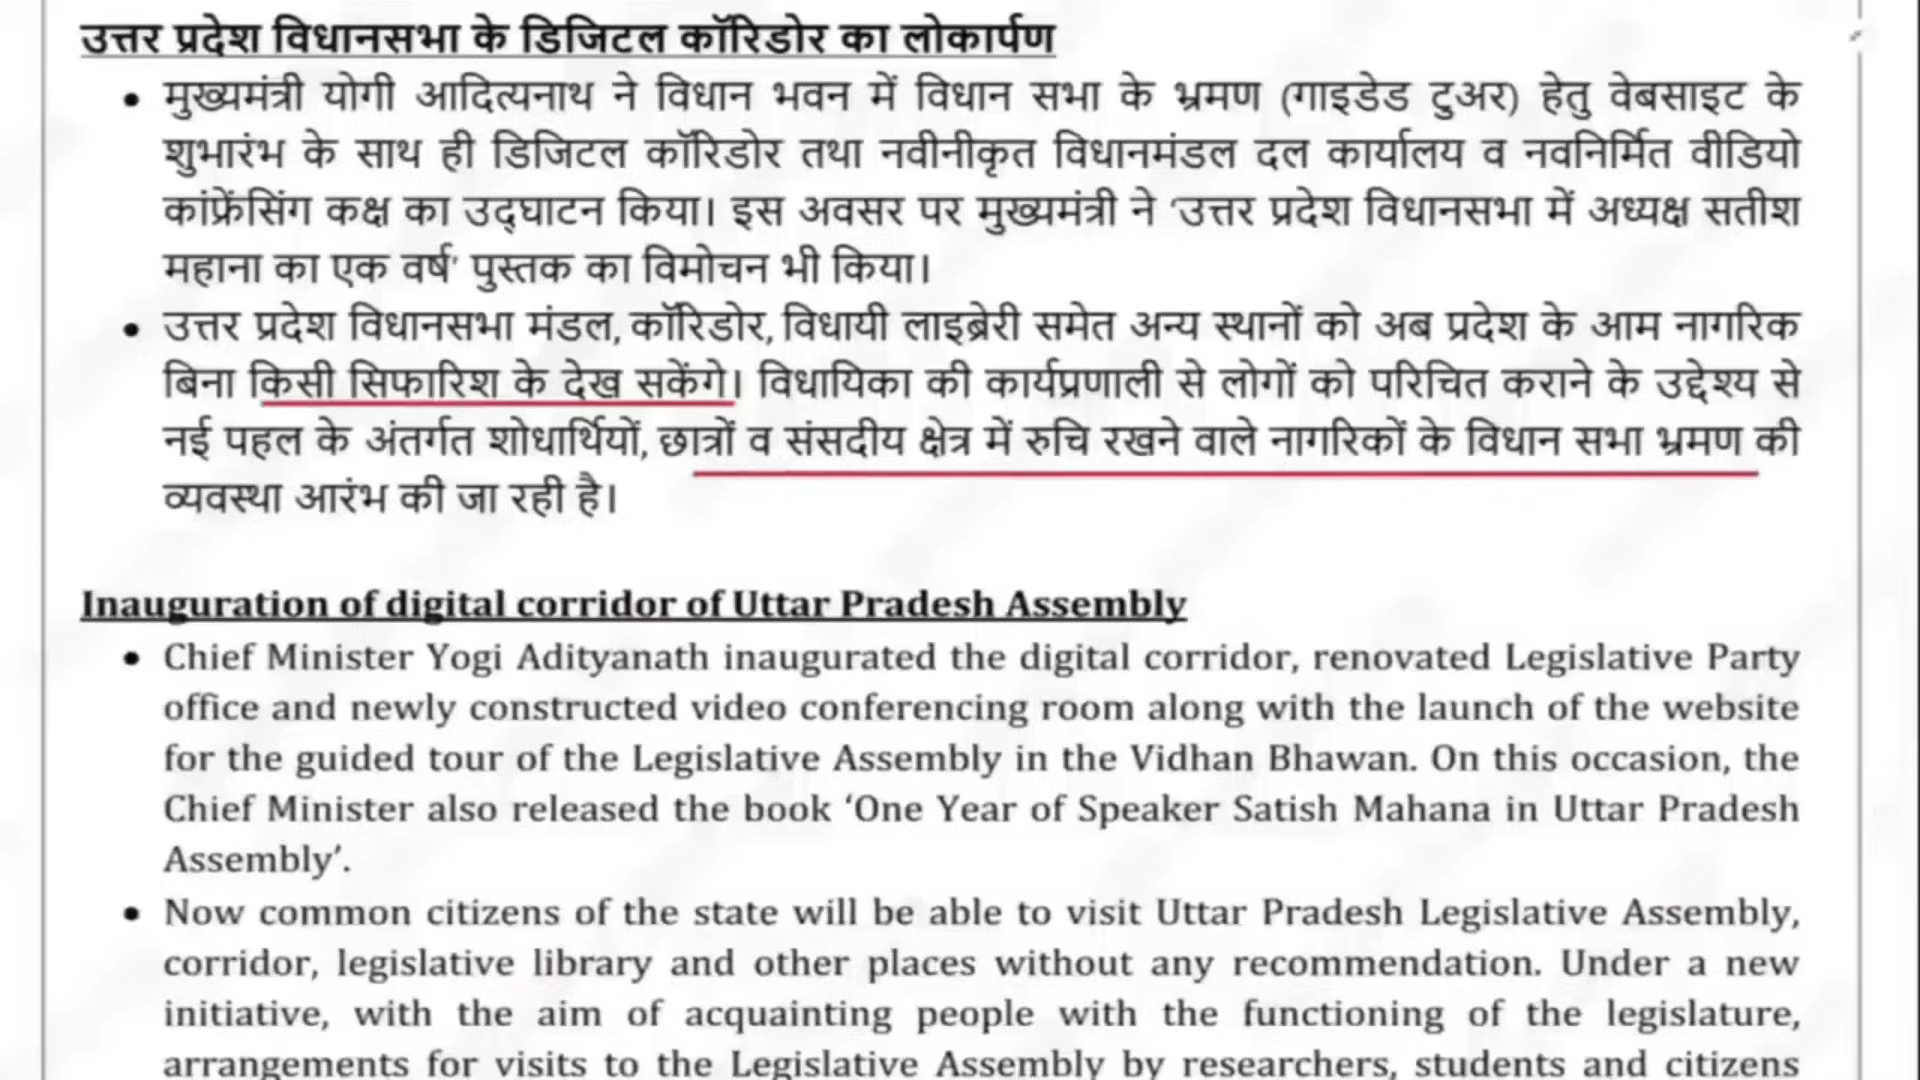 उत्तर प्रदेश विधानसभा के डिजिटल कॉरिडोर का लोकार्पण
• मुख्यमंत्री योगी आदित्यनाथ ने विधान भवन में विधान सभा के भ्रमण (गाइडेड टुअर) हेतु वेबसाइट के
शुभारंभ के साथ ही डिजिटल कॉरिडोर तथा नवीनीकृत विधानमंडल दल कार्यालय व नवनिर्मित वीडियो
कांफ्रेंसिंग कक्ष का उद्घाटन किया। इस अवसर पर मुख्यमंत्री ने 'उत्तर प्रदेश विधानसभा में अध्यक्ष सतीश
महाना का एक वर्ष' पुस्तक का विमोचन भी किया।
• उत्तर प्रदेश विधानसभा मंडल, कॉरिडोर, विधायी लाइब्रेरी समेत अन्य स्थानों को अब प्रदेश के आम नागरिक
बिना किसी सिफारिश के देख सकेंगे। विधायिका की कार्यप्रणाली से लोगों को परिचित कराने के उद्देश्य से
नई पहल के अंतर्गत शोधार्थियों, छात्रों व संसदीय क्षेत्र में रुचि रखने वाले नागरिकों के विधान सभा भ्रमण की
व्यवस्था आरंभ की जा रही है।
Inauguration of digital corridor of Uttar Pradesh Assembly
• Chief Minister Yogi Adityanath inaugurated the digital corridor, renovated Legislative Party
office and newly constructed video conferencing room along with the launch of the website
for the guided tour of the Legislative Assembly in the Vidhan Bhawan. On this occasion, the
Chief Minister also released the book ‘One Year of Speaker Satish Mahana in Uttar Pradesh
Assembly’.
• Now common citizens of the state will be able to visit Uttar Pradesh Legislative Assembly,
corridor, legislative library and other places without any recommendation. Under a new
initiative, with the aim of acquainting people with the functioning of the legislature,
arrangements for visits to the Legislative Assembly by researchers, students and citizens